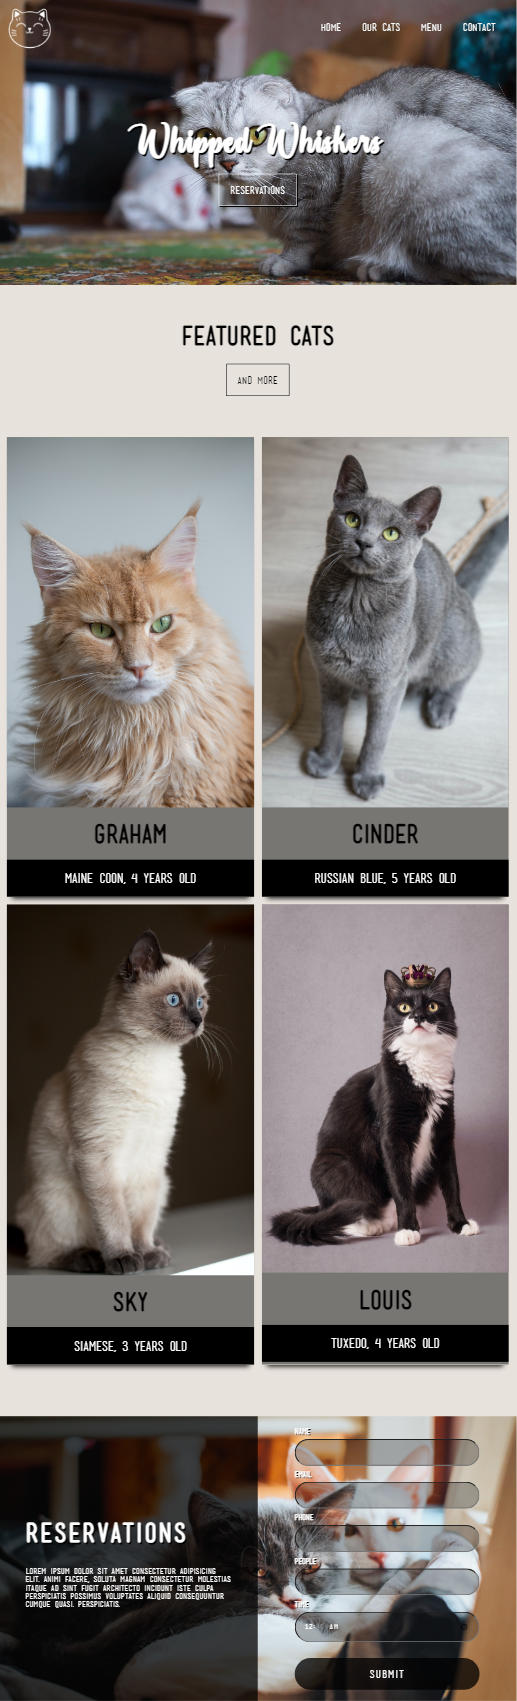 HOME OUR CATS MENU CONTACT
Whipped Whiskers
RESERVATIONS
FEATURED CATS
AND MORE
GRAHAM
MAINE COON, 4 YEARS OLD
CINDER
RUSSIAN BLUE, 5 YEARS OLD
SKY
SIAMESE, 3 YEARS OLD
LOUIS
TUXEDO, 4 YEARS OLD
RESERVATIONS
LOREM IPSUM DOLOR SIT AMET CONSECTETUR ADIPISICING
ELIT. ANIMI FACERE, SOLUTA MAGNAM CONSECTETUR MOLESTIAS
ITAQUE AD SINT FUGIT ARCHITECTO INCIDUNT ISTE CULPA
PERSPICIATIS POSSIMUS VOLUPTATES ALIQUID CONSEQUUNTUR
CUMQUE QUASI. PERSPICIATIS.
NAME
EMAIL
PHONE
PEOPLE
TIME
AM
SUBMIT